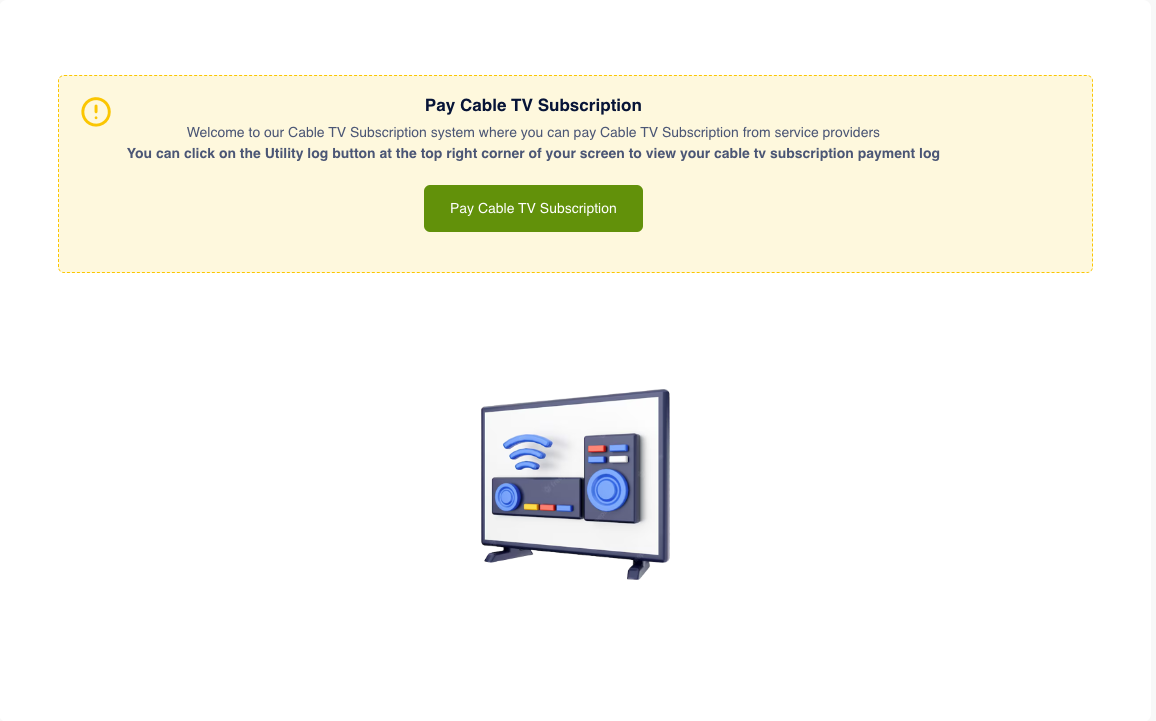 Pay Cable TV Subscription
Welcome to our Cable TV Subscription system where you can pay Cable TV Subscription from service providers
You can click on the Utility log button at the top right corner of your screen to view your cable tv subscription payment log
Pay Cable TV Subscription